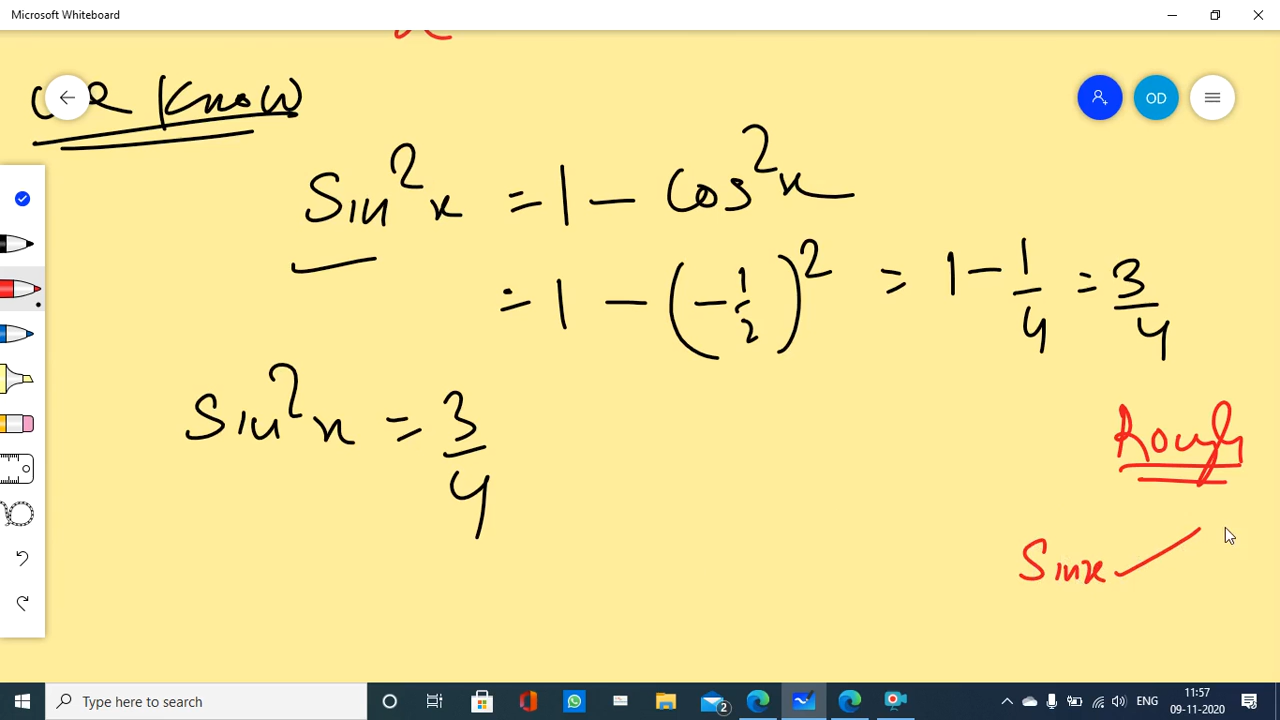 Microsoft Whiteboard
Know
OD
Sin²x = 1 - Cos²x
= 1 - (-1/2)² = 1 - 1/4 = 3/4
Sin²x = 3/4
Rough
Sinx
Type here to search
2
ENG
11:57
09-11-2020